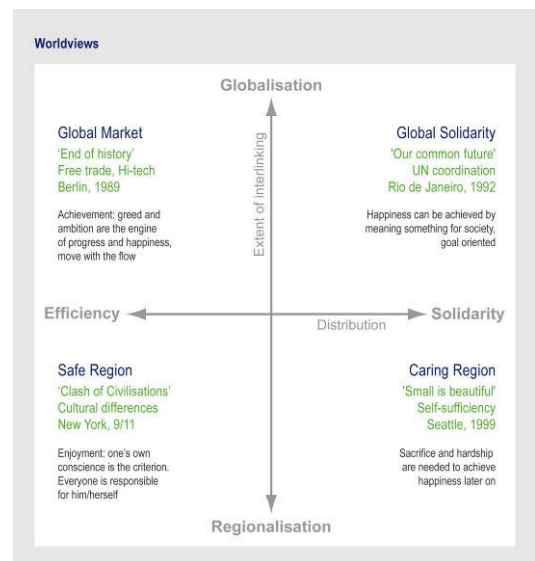 Worldviews
Globalisation
Global Market
'End of history'
Free trade, Hi-tech
Berlin, 1989
Achievement: greed and
ambition are the engine
of progress and happiness,
move with the flow
Extent of interlinking
Global Solidarity
'Our common future'
UN coordination
Rio de Janeiro, 1992
Happiness can be achieved by
meaning something for society,
goal oriented
Efficiency
Distribution
Solidarity
Safe Region
'Clash of Civilisations'
Cultural differences
New York, 9/11
Enjoyment: one's own
conscience is the criterion.
Everyone is responsible
for him/herself
Caring Region
'Small is beautiful'
Self-sufficiency
Seattle, 1999
Sacrifice and hardship
are needed to achieve
happiness later on
Regionalisation